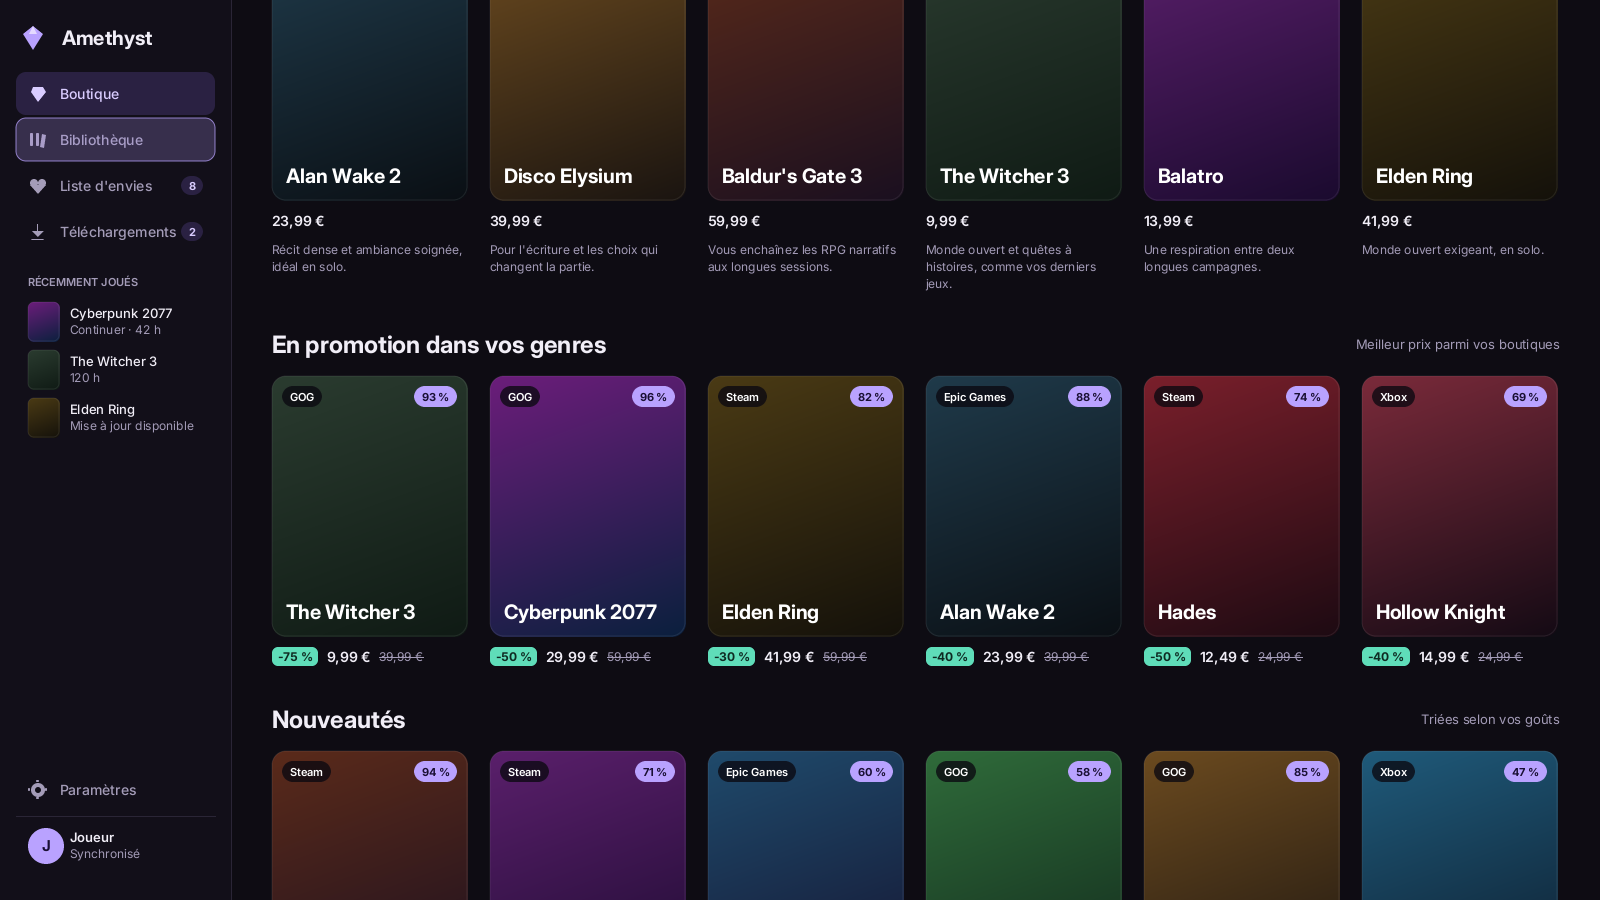 Amethyst
Boutique
Bibliothèque
Liste d'envies 8
Téléchargements 2
RÉCEMMENT JOUÉS
Cyberpunk 2077
Continuer · 42 h
The Witcher 3
120 h
Elden Ring
Mise à jour disponible
Paramètres
J
Joueur
Synchronisé
Alan Wake 2
23,99 €
Récit dense et ambiance soignée,
idéal en solo.
Disco Elysium
39,99 €
Pour l'écriture et les choix qui
changent la partie.
Baldur's Gate 3
59,99 €
Vous enchaînez les RPG narratifs
aux longues sessions.
The Witcher 3
9,99 €
Monde ouvert et quêtes à
histoires, comme vos derniers
jeux.
Balatro
13,99 €
Une respiration entre deux
longues campagnes.
Elden Ring
41,99 €
Monde ouvert exigeant, en solo.
En promotion dans vos genres
Meilleur prix parmi vos boutiques
GOG 93 %
The Witcher 3
-75 % 9,99 € 39,99 €
GOG 96 %
Cyberpunk 2077
-50 % 29,99 € 59,99 €
Steam 82 %
Elden Ring
-30 % 41,99 € 59,99 €
Epic Games 88 %
Alan Wake 2
-40 % 23,99 € 39,99 €
Steam 74 %
Hades
-50 % 12,49 € 24,99 €
Xbox 69 %
Hollow Knight
-40 % 14,99 € 24,99 €
Nouveautés
Triées selon vos goûts
Steam 94 %
Steam 71 %
Epic Games 60 %
GOG 58 %
GOG 85 %
Xbox 47 %